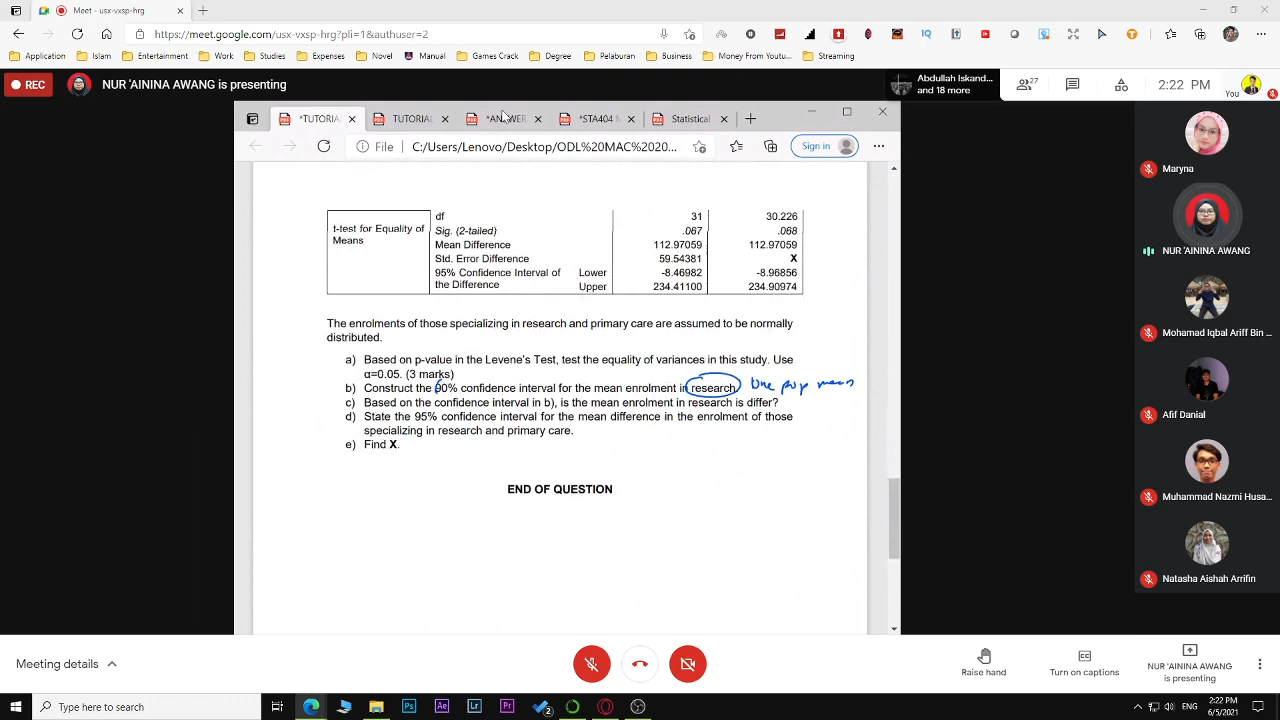 Meet - usx-vxsp-hrg
https://meet.google.com/usx-vxsp-hrg?pli=1&authuser=2
Application
Entertainment
Work
Studies
Expenses
Novel
Manual
Games Crack
Degree
Pelaburan
Business
Money From Youtu...
Streaming
REC
NUR 'AININA AWANG is presenting
Abdullah Iskand...
and 18 more
27
2:22 PM
You
*TUTORIA
TUTORIAL
*ANSWER
*STA404 M
Statistical
File
C:/Users/Lenovo/Desktop/ODL%20MAC%2020...
Sign in
t-test for Equality of Means
df 31 30.226
Sig. (2-tailed) .067 .068
Mean Difference 112.97059 112.97059
Std. Error Difference 59.54381 X
95% Confidence Interval of the Difference Lower -8.46982 -8.96856
Upper 234.41100 234.90974
The enrolments of those specializing in research and primary care are assumed to be normally
distributed.
a) Based on p-value in the Levene's Test, test the equality of variances in this study. Use
α=0.05. (3 marks)
b) Construct the 90% confidence interval for the mean enrolment in research. One pop mean
c) Based on the confidence interval in b), is the mean enrolment in research is differ?
d) State the 95% confidence interval for the mean difference in the enrolment of those
specializing in research and primary care.
e) Find X.
END OF QUESTION
Maryna
NUR 'AININA AWANG
Mohamad Iqbal Ariff Bin ...
Afif Danial
Muhammad Nazmi Husa...
Natasha Aishah Arrifin
Meeting details
Raise hand
Turn on captions
NUR 'AININA AWANG
is presenting
Type here to search
Ps
Ae
Lr
Pr
2
2:22 PM
6/5/2021